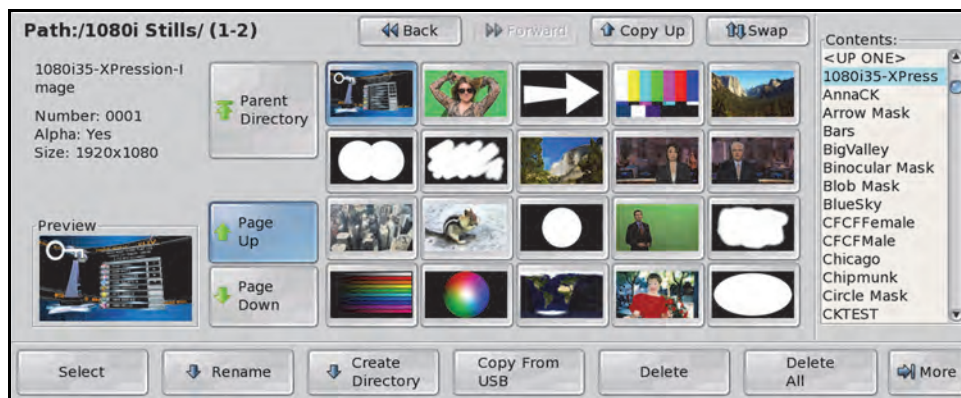 Path:/1080i Stills/ (1-2)
Back
Forward
Copy Up
Swap
1080i35-XPression-I
mage
Number: 0001
Alpha: Yes
Size: 1920x1080
Preview
Parent
Directory
Page
Up
Page
Down
Contents:
<UP ONE>
1080i35-XPress
AnnaCK
Arrow Mask
Bars
BigValley
Binocular Mask
Blob Mask
BlueSky
CFCFFemale
CFCFMale
Chicago
Chipmunk
Circle Mask
CKTEST
Select
Rename
Create
Directory
Copy From
USB
Delete
Delete
All
More